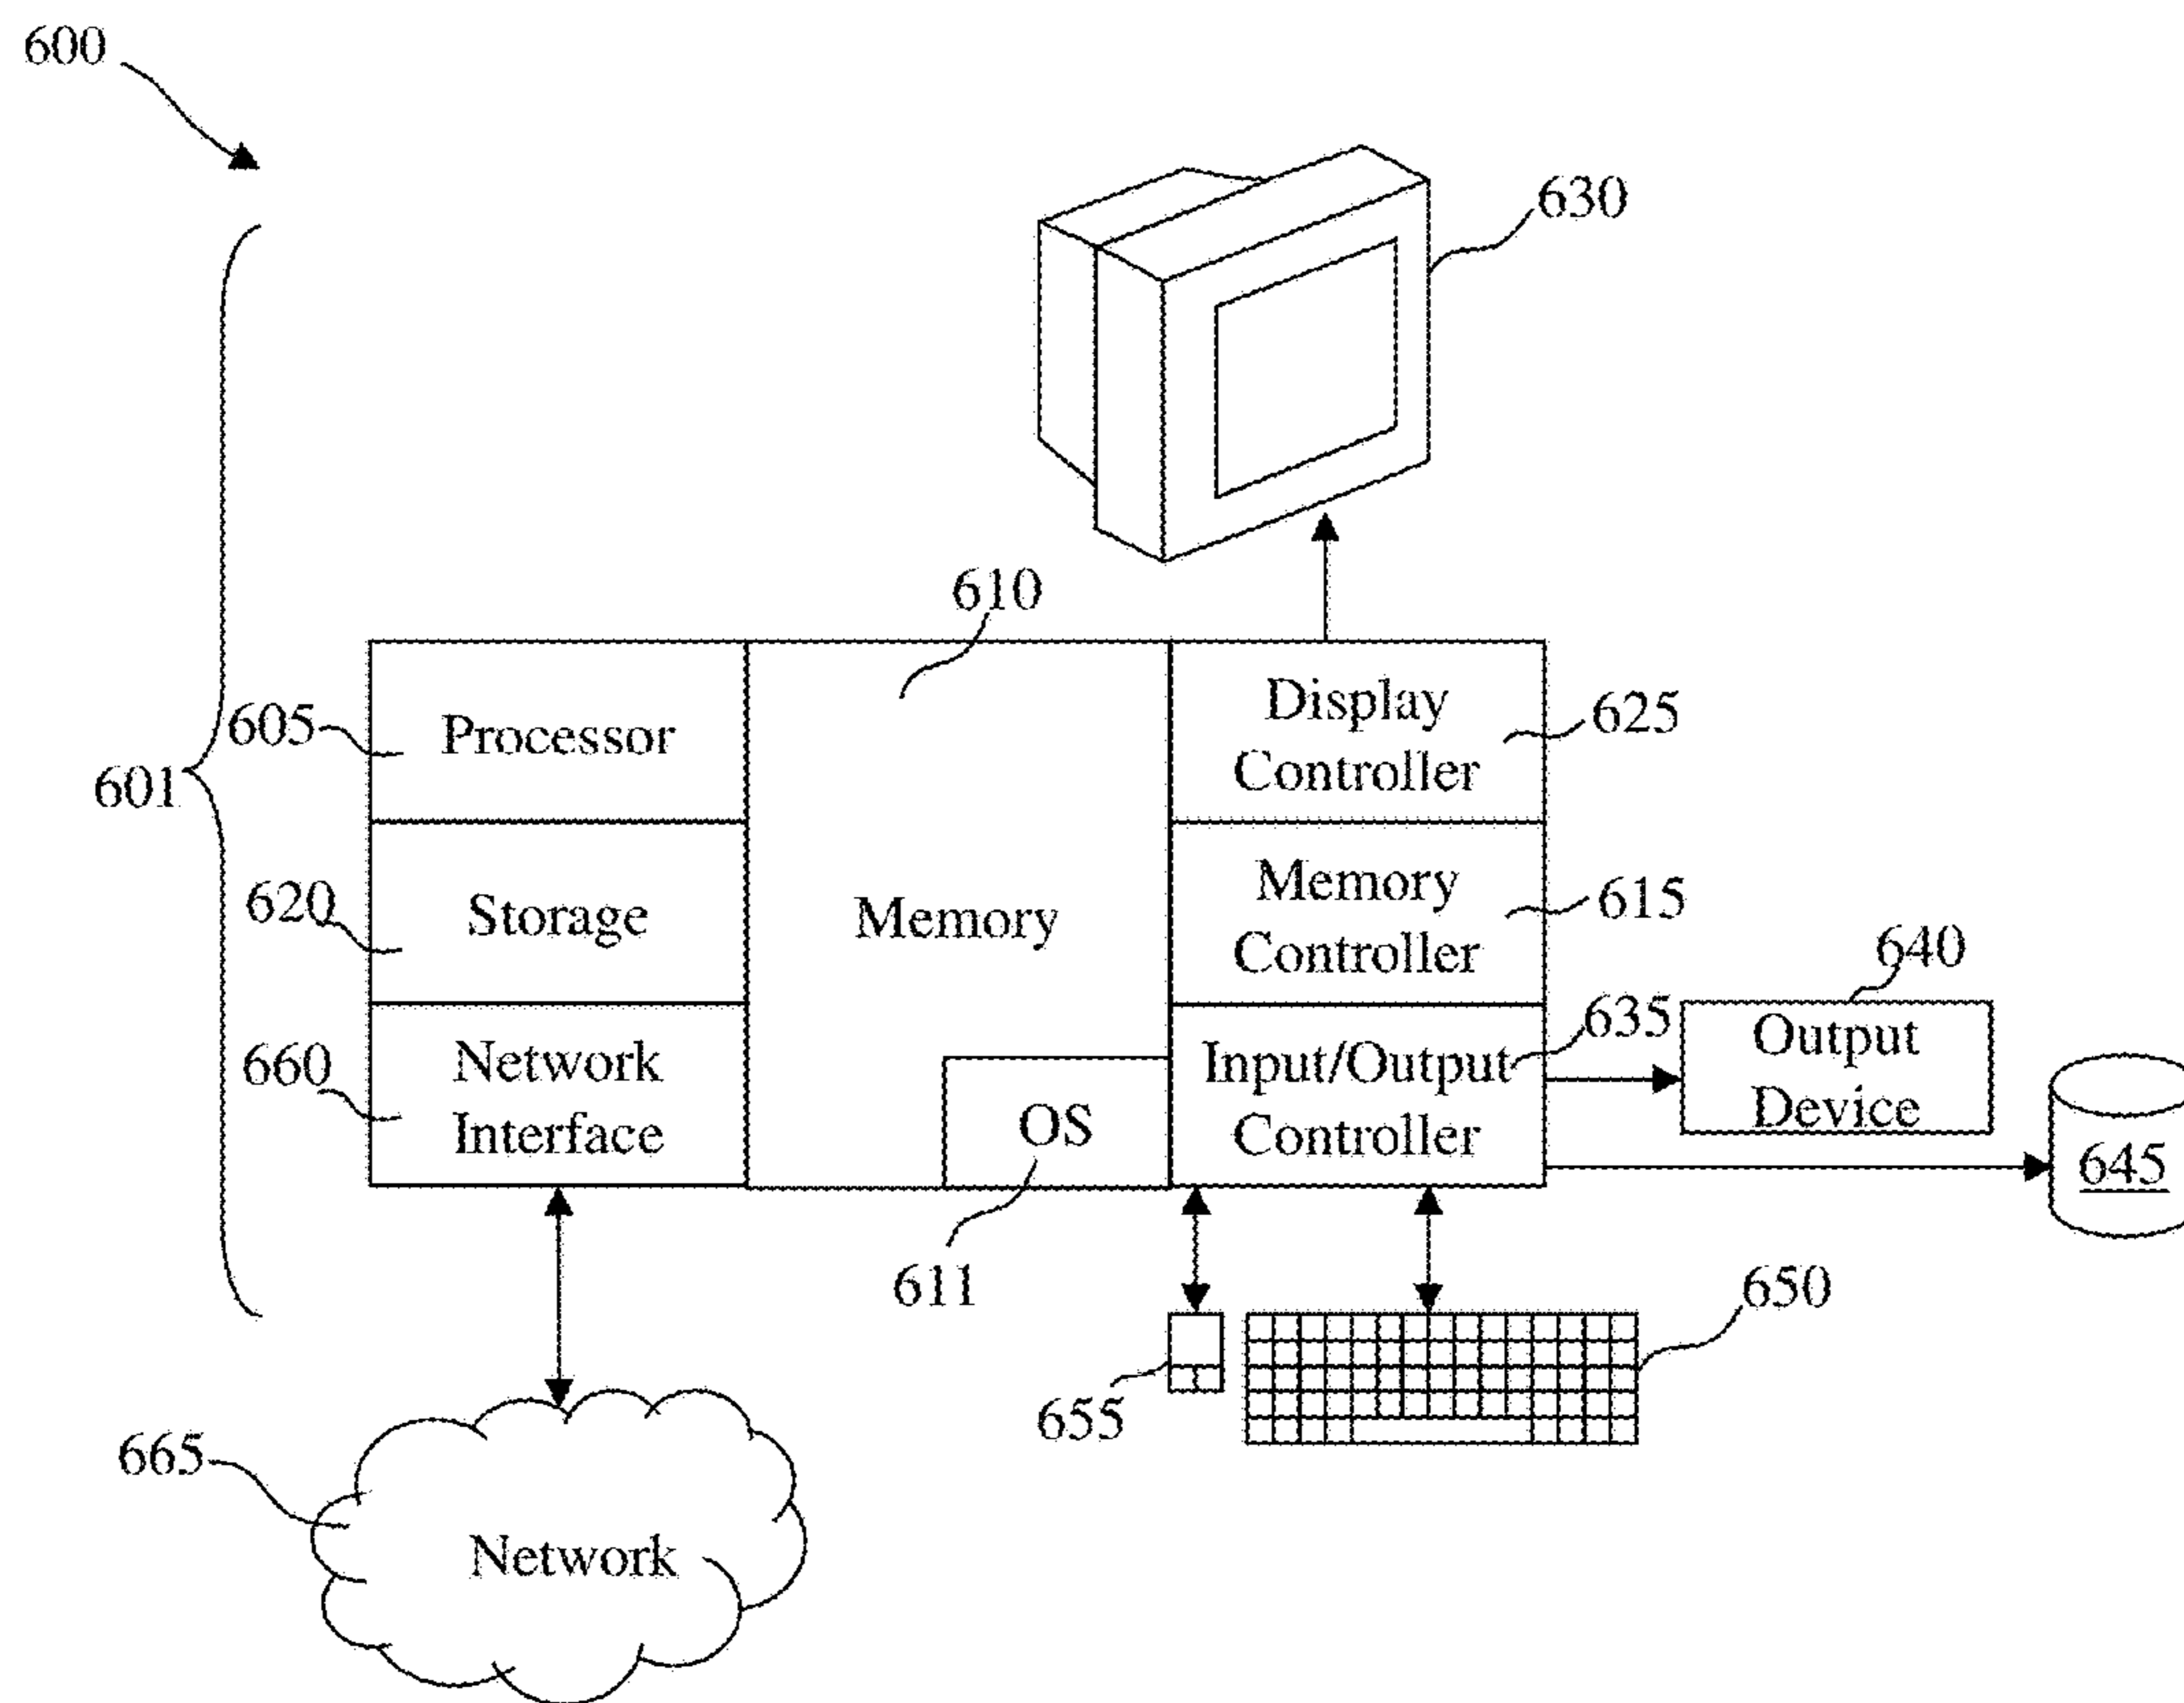 600
630
610
605
Processor
Display
Controller
625
601
620
Storage
Memory
Memory
Controller
615
640
660
Network
Interface
OS
Input/Output
Controller
635
Output
Device
645
611
655
650
665
Network